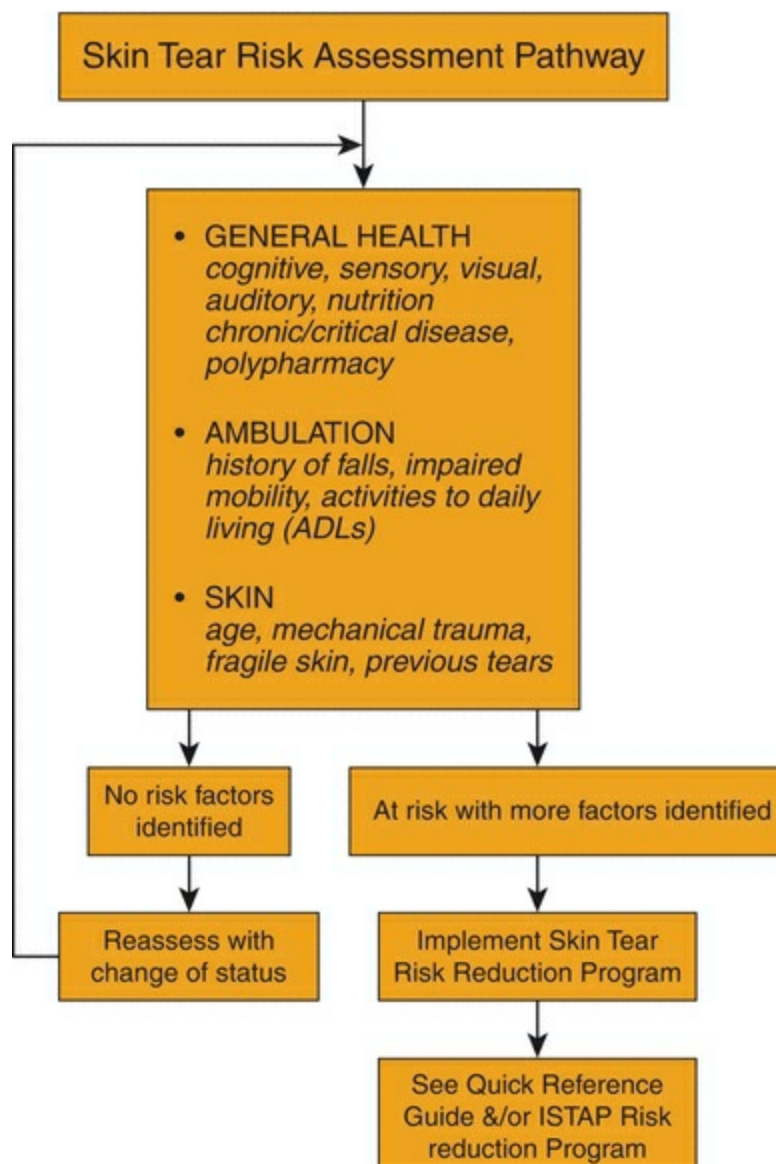 Skin Tear Risk Assessment Pathway
• GENERAL HEALTH
cognitive, sensory, visual,
auditory, nutrition
chronic/critical disease,
polypharmacy
• AMBULATION
history of falls, impaired
mobility, activities to daily
living (ADLs)
• SKIN
age, mechanical trauma,
fragile skin, previous tears
No risk factors
identified
At risk with more factors identified
Reassess with
change of status
Implement Skin Tear
Risk Reduction Program
See Quick Reference
Guide &/or ISTAP Risk
reduction Program